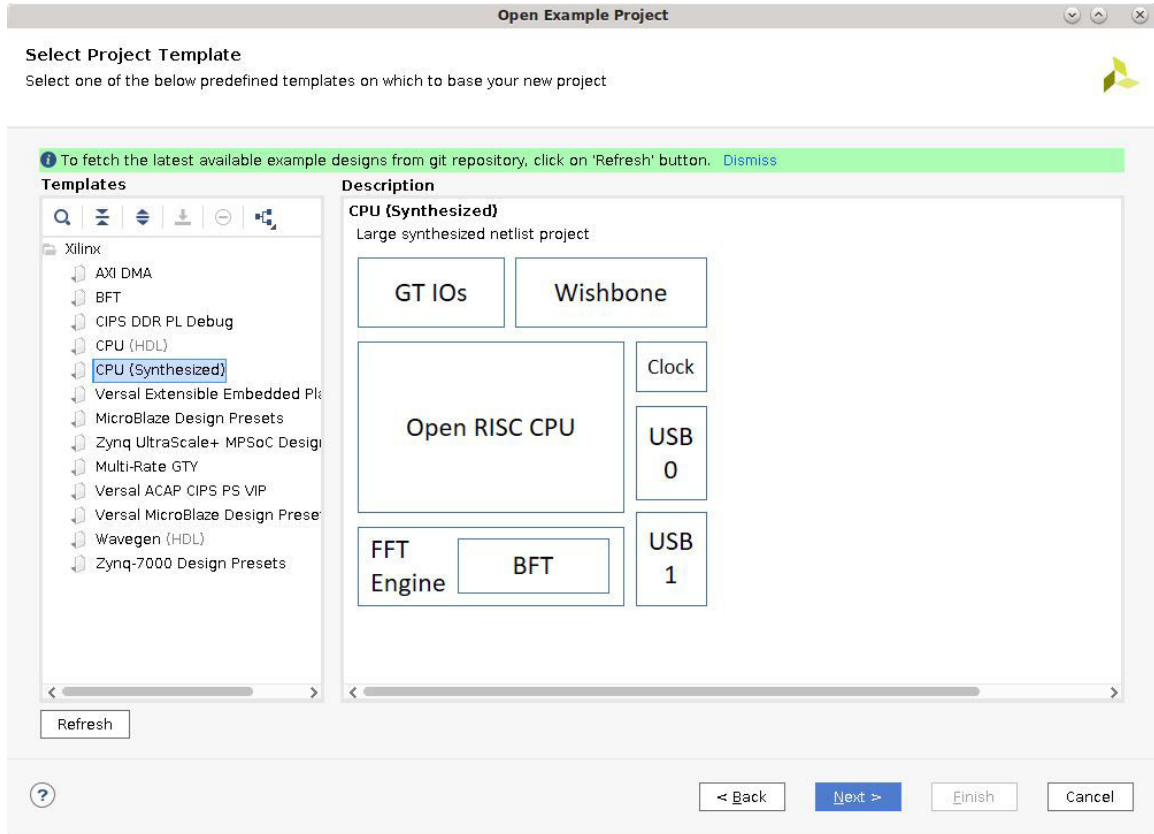 Open Example Project
Select Project Template
Select one of the below predefined templates on which to base your new project
To fetch the latest available example designs from git repository, click on 'Refresh' button. Dismiss
Templates
Xilinx
AXI DMA
BFT
CIPS DDR PL Debug
CPU (HDL)
CPU (Synthesized)
Versal Extensible Embedded Pla
MicroBlaze Design Presets
Zynq UltraScale+ MPSoC Design
Multi-Rate GTY
Versal ACAP CIPS PS VIP
Versal MicroBlaze Design Preset
Wavegen (HDL)
Zynq-7000 Design Presets
Refresh
Description
CPU (Synthesized)
Large synthesized netlist project
GT IOs
Wishbone
Open RISC CPU
Clock
USB
0
FFT
Engine
BFT
USB
1
?
< Back
Next >
Finish
Cancel